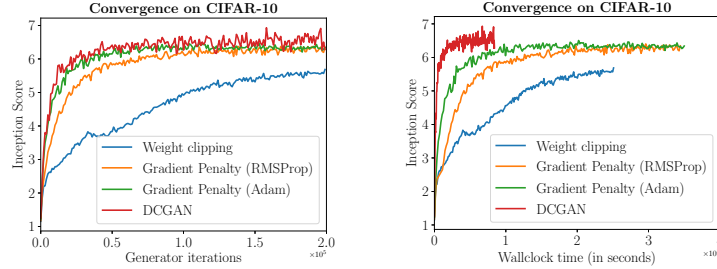 Convergence on CIFAR-10
7
6
5
4
3
2
1
Inception Score
Weight clipping
Gradient Penalty (RMSProp)
Gradient Penalty (Adam)
DCGAN
0.0 0.5 1.0 1.5 2.0
Generator iterations
×10⁵
Convergence on CIFAR-10
7
6
5
4
3
2
1
Inception Score
Weight clipping
Gradient Penalty (RMSProp)
Gradient Penalty (Adam)
DCGAN
0 1 2 3
Wallclock time (in seconds)